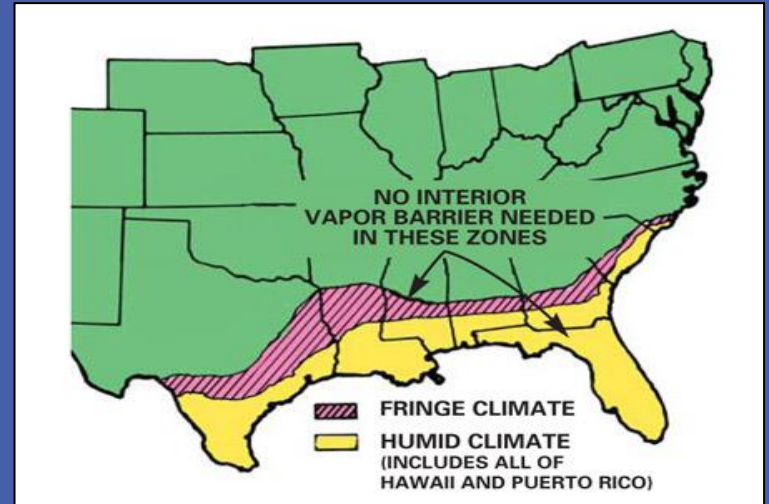 NO INTERIOR
VAPOR BARRIER NEEDED
IN THESE ZONES
FRINGE CLIMATE
HUMID CLIMATE
(INCLUDES ALL OF
HAWAII AND PUERTO RICO)